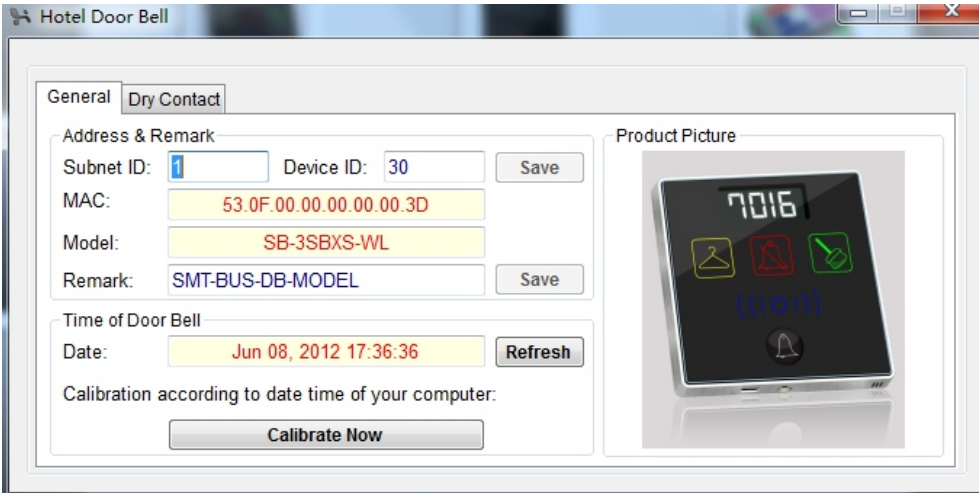 Hotel Door Bell
General Dry Contact
Address & Remark
Subnet ID: 1 Device ID: 30 Save
MAC: 53.0F.00.00.00.00.00.3D
Model: SB-3SBXS-WL
Remark: SMT-BUS-DB-MODEL Save
Time of Door Bell
Date: Jun 08, 2012 17:36:36 Refresh
Calibration according to date time of your computer:
Calibrate Now
Product Picture
7016